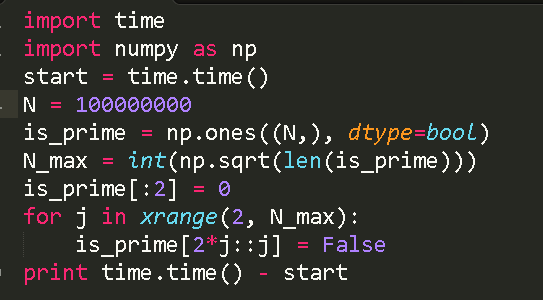 import time
import numpy as np
start = time.time()
N = 100000000
is_prime = np.ones((N,), dtype=bool)
N_max = int(np.sqrt(len(is_prime)))
is_prime[:2] = 0
for j in xrange(2, N_max):
    is_prime[2*j::j] = False
print time.time() - start